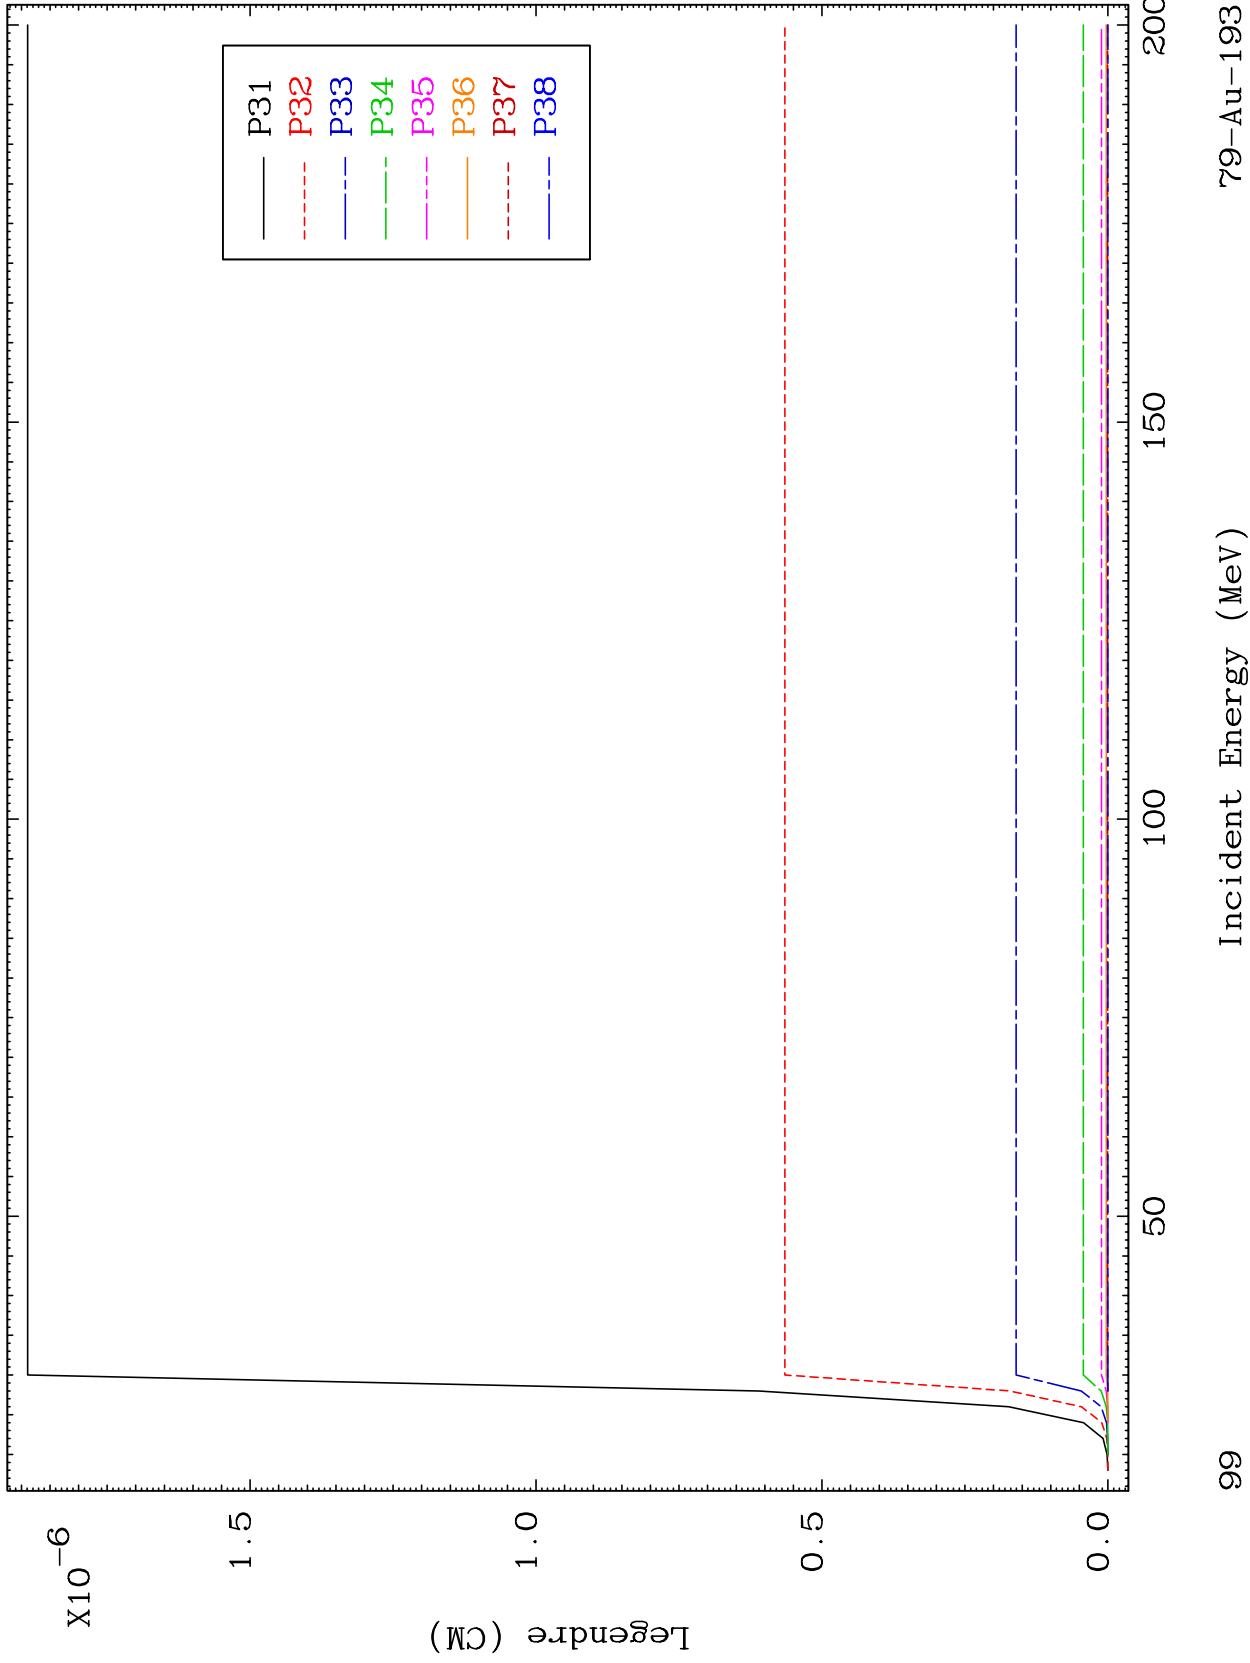 X10-6
1.5
1.0
0.5
0.0
Legendre (CM)
P31
P32
P33
P34
P35
P36
P37
P38
50
100
150
200
Incident Energy (MeV)
99
79-Au-193